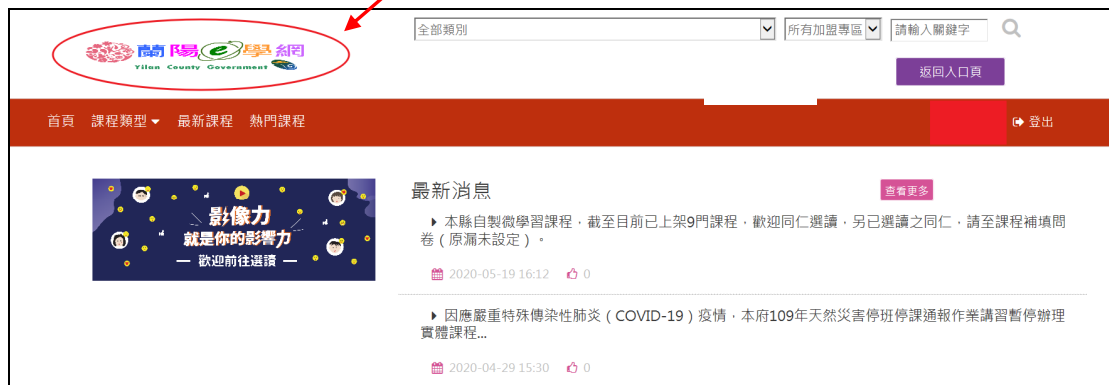 全部類別
所有加盟專區
請輸入關鍵字
蘭陽e學網
Yilan County Government
返回入口頁
首頁 課程類型 最新課程 熱門課程 登出
最新消息
查看更多
影像力
就是你的影響力
— 歡迎前往選讀 —
本縣自製微學習課程，截至目前已上架9門課程，歡迎同仁選讀，另已選讀之同仁，請至課程補填問
卷（原漏未設定）。
2020-05-19 16:12 0
因應嚴重特殊傳染性肺炎（COVID-19）疫情，本府109年天然災害停班停課通報作業講習暫停辦理
實體課程...
2020-04-29 15:30 0